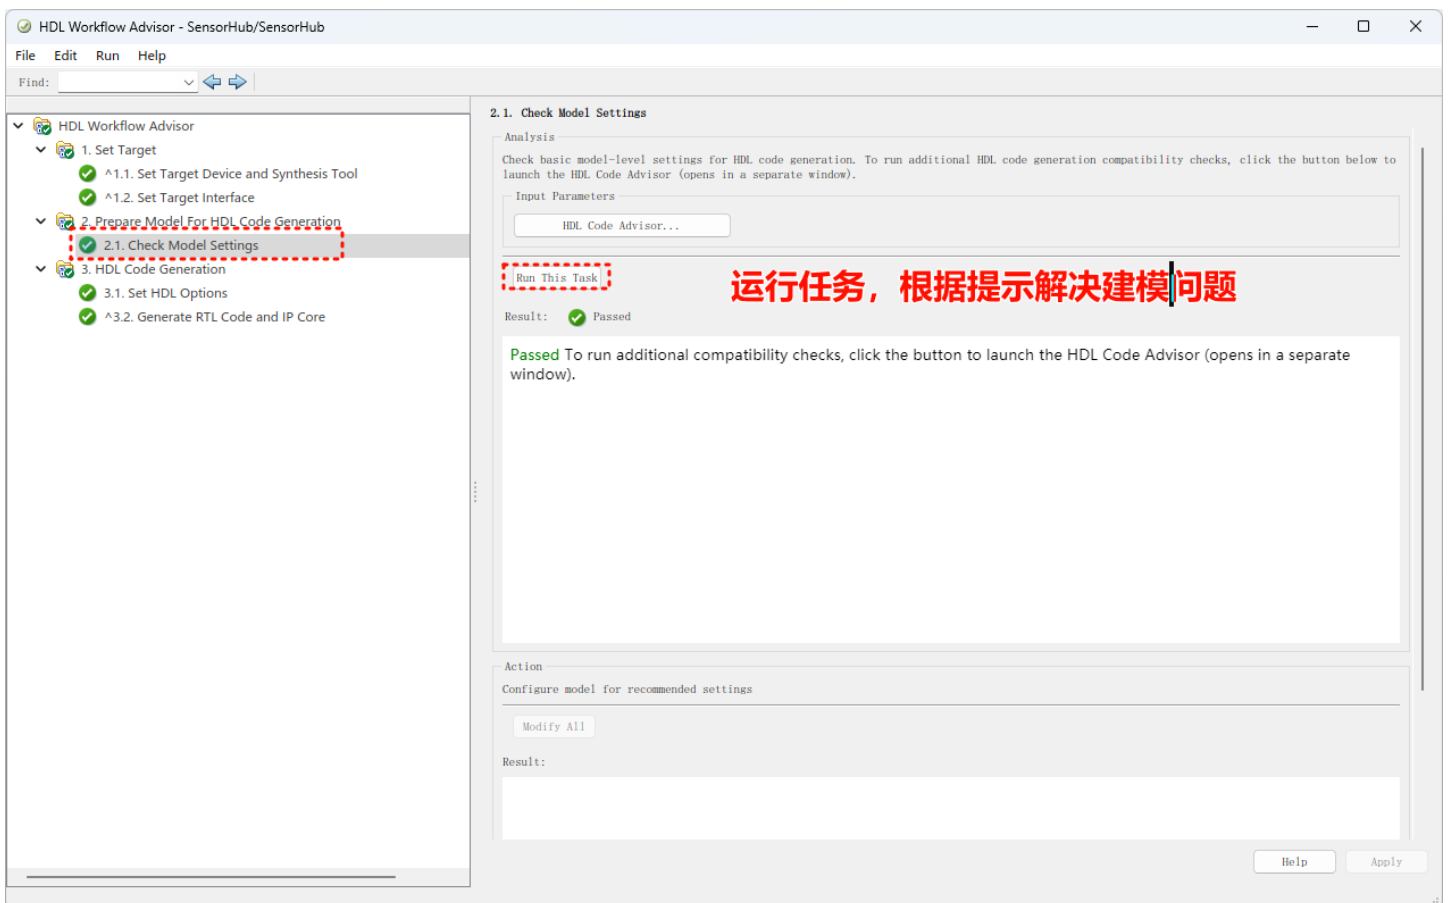 HDL Workflow Advisor - SensorHub/SensorHub
File Edit Run Help
Find:
HDL Workflow Advisor
1. Set Target
^1.1. Set Target Device and Synthesis Tool
^1.2. Set Target Interface
2. Prepare Model For HDL Code Generation
2.1. Check Model Settings
3. HDL Code Generation
3.1. Set HDL Options
^3.2. Generate RTL Code and IP Core
2.1. Check Model Settings
Analysis
Check basic model-level settings for HDL code generation. To run additional HDL code generation compatibility checks, click the button below to
launch the HDL Code Advisor (opens in a separate window).
Input Parameters
HDL Code Advisor...
Run This Task
运行任务，根据提示解决建模问题
Result: Passed
Passed To run additional compatibility checks, click the button to launch the HDL Code Advisor (opens in a separate
window).
Action
Configure model for recommended settings
Modify All
Result:
Help Apply